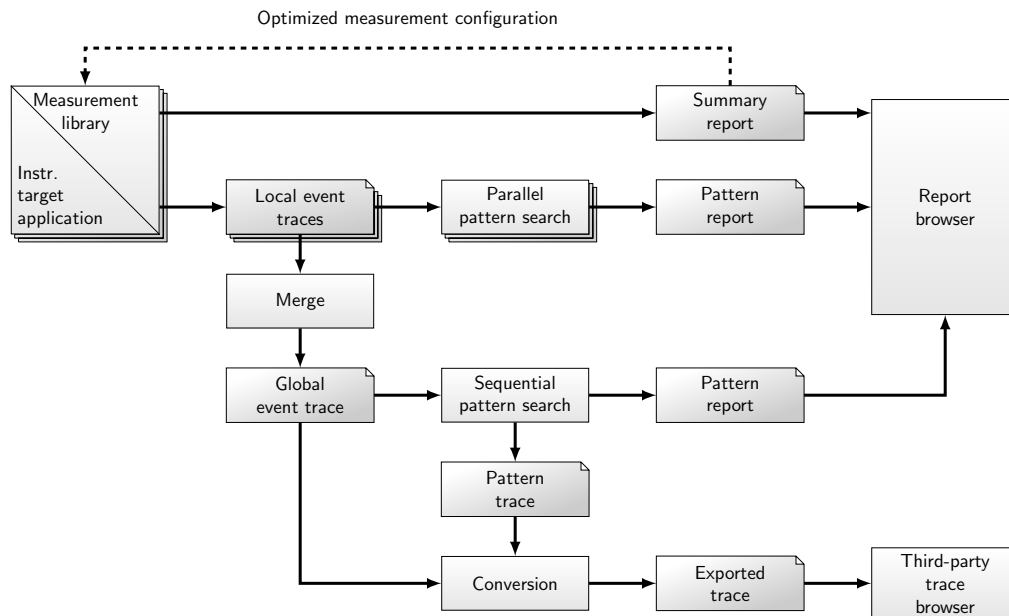 Optimized measurement configuration
Measurement
library
Instr.
target
application
Summary
report
Local event
traces
Parallel
pattern search
Pattern
report
Report
browser
Merge
Global
event trace
Sequential
pattern search
Pattern
report
Pattern
trace
Conversion
Exported
trace
Third-party
trace
browser